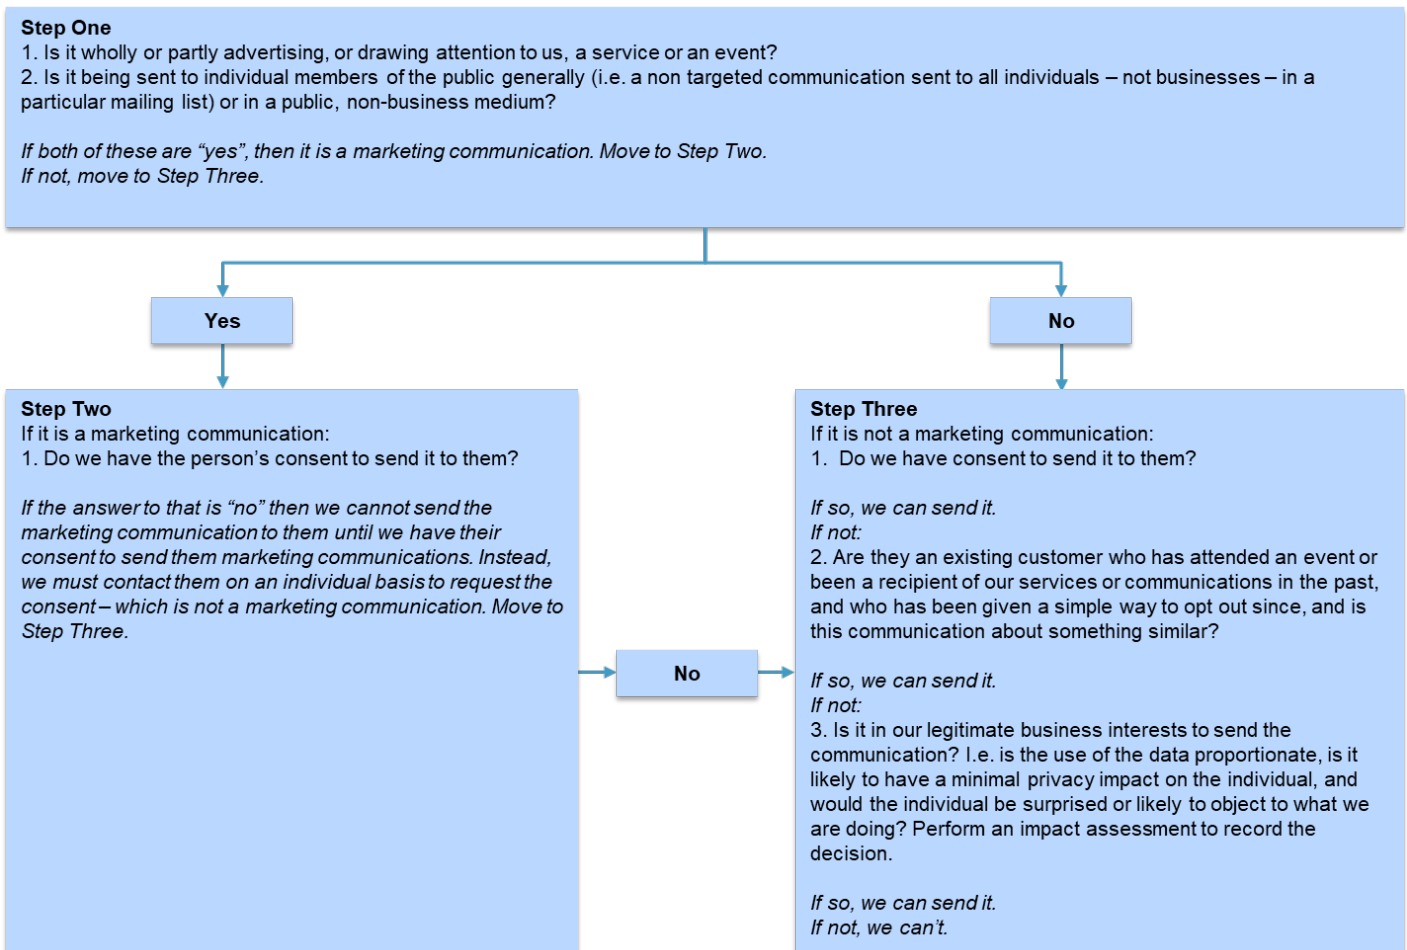 Step One
1. Is it wholly or partly advertising, or drawing attention to us, a service or an event?
2. Is it being sent to individual members of the public generally (i.e. a non targeted communication sent to all individuals – not businesses – in a
particular mailing list) or in a public, non-business medium?
If both of these are “yes”, then it is a marketing communication. Move to Step Two.
If not, move to Step Three.
Yes
No
Step Two
If it is a marketing communication:
1. Do we have the person’s consent to send it to them?
If the answer to that is “no” then we cannot send the
marketing communication to them until we have their
consent to send them marketing communications. Instead,
we must contact them on an individual basis to request the
consent – which is not a marketing communication. Move to
Step Three.
No
Step Three
If it is not a marketing communication:
1. Do we have consent to send it to them?
If so, we can send it.
If not:
2. Are they an existing customer who has attended an event or
been a recipient of our services or communications in the past,
and who has been given a simple way to opt out since, and is
this communication about something similar?
If so, we can send it.
If not:
3. Is it in our legitimate business interests to send the
communication? I.e. is the use of the data proportionate, is it
likely to have a minimal privacy impact on the individual, and
would the individual be surprised or likely to object to what we
are doing? Perform an impact assessment to record the
decision.
If so, we can send it.
If not, we can’t.